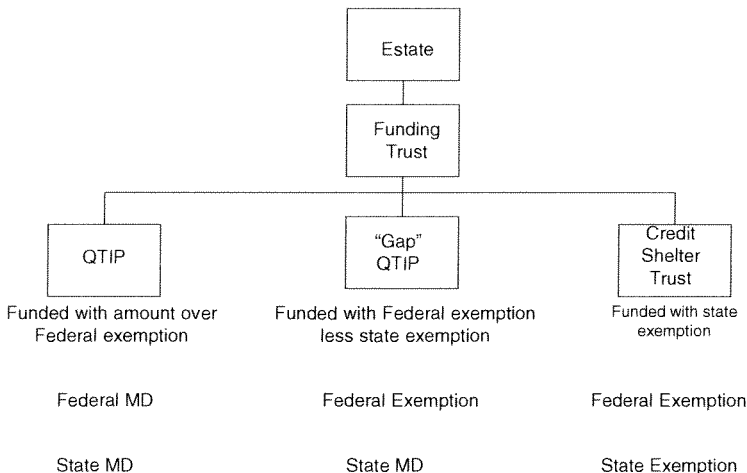 Estate
Funding
Trust
QTIP
"Gap"
QTIP
Credit
Shelter
Trust
Funded with amount over
Federal exemption
Funded with Federal exemption
less state exemption
Funded with state
exemption
Federal MD
Federal Exemption
Federal Exemption
State MD
State MD
State Exemption